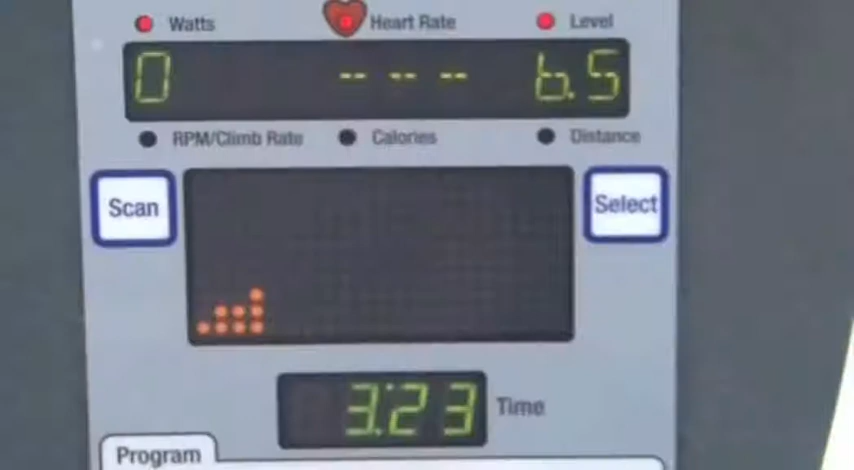 Watts Heart Rate Level
0 -- -- -- 6.5
RPM/Climb Rate Calories Distance
Scan Select
3:23 Time
Program